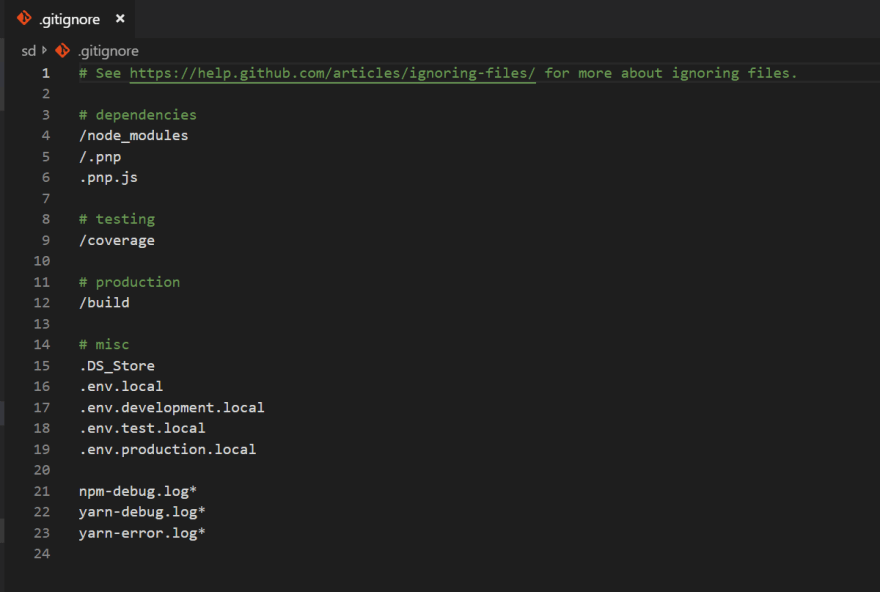 .gitignore ×
sd .gitignore
1 # See https://help.github.com/articles/ignoring-files/ for more about ignoring files.
2
3 # dependencies
4 /node_modules
5 /.pnp
6 .pnp.js
7
8 # testing
9 /coverage
10
11 # production
12 /build
13
14 # misc
15 .DS_Store
16 .env.local
17 .env.development.local
18 .env.test.local
19 .env.production.local
20
21 npm-debug.log*
22 yarn-debug.log*
23 yarn-error.log*
24